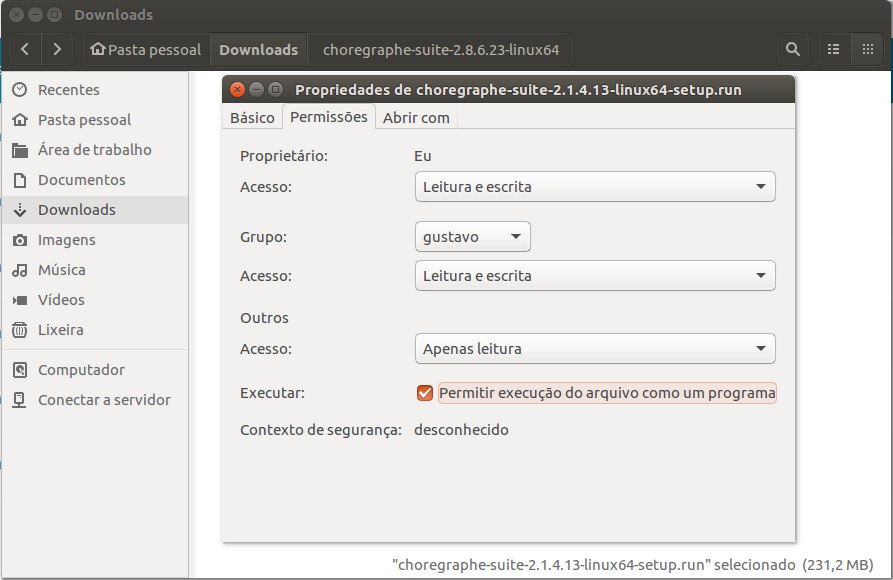 Downloads
Pasta pessoal Downloads choregraphe-suite-2.8.6.23-linux64
Recentes
Pasta pessoal
Área de trabalho
Documentos
Downloads
Imagens
Música
Vídeos
Lixeira
Computador
Conectar a servidor
Propriedades de choregraphe-suite-2.1.4.13-linux64-setup.run
Básico Permissões Abrir com
Proprietário: Eu
Acesso: Leitura e escrita
Grupo: gustavo
Acesso: Leitura e escrita
Outros
Acesso: Apenas leitura
Executar: Permitir execução do arquivo como um programa
Contexto de segurança: desconhecido
"choregraphe-suite-2.1.4.13-linux64-setup.run" selecionado (231,2 MB)